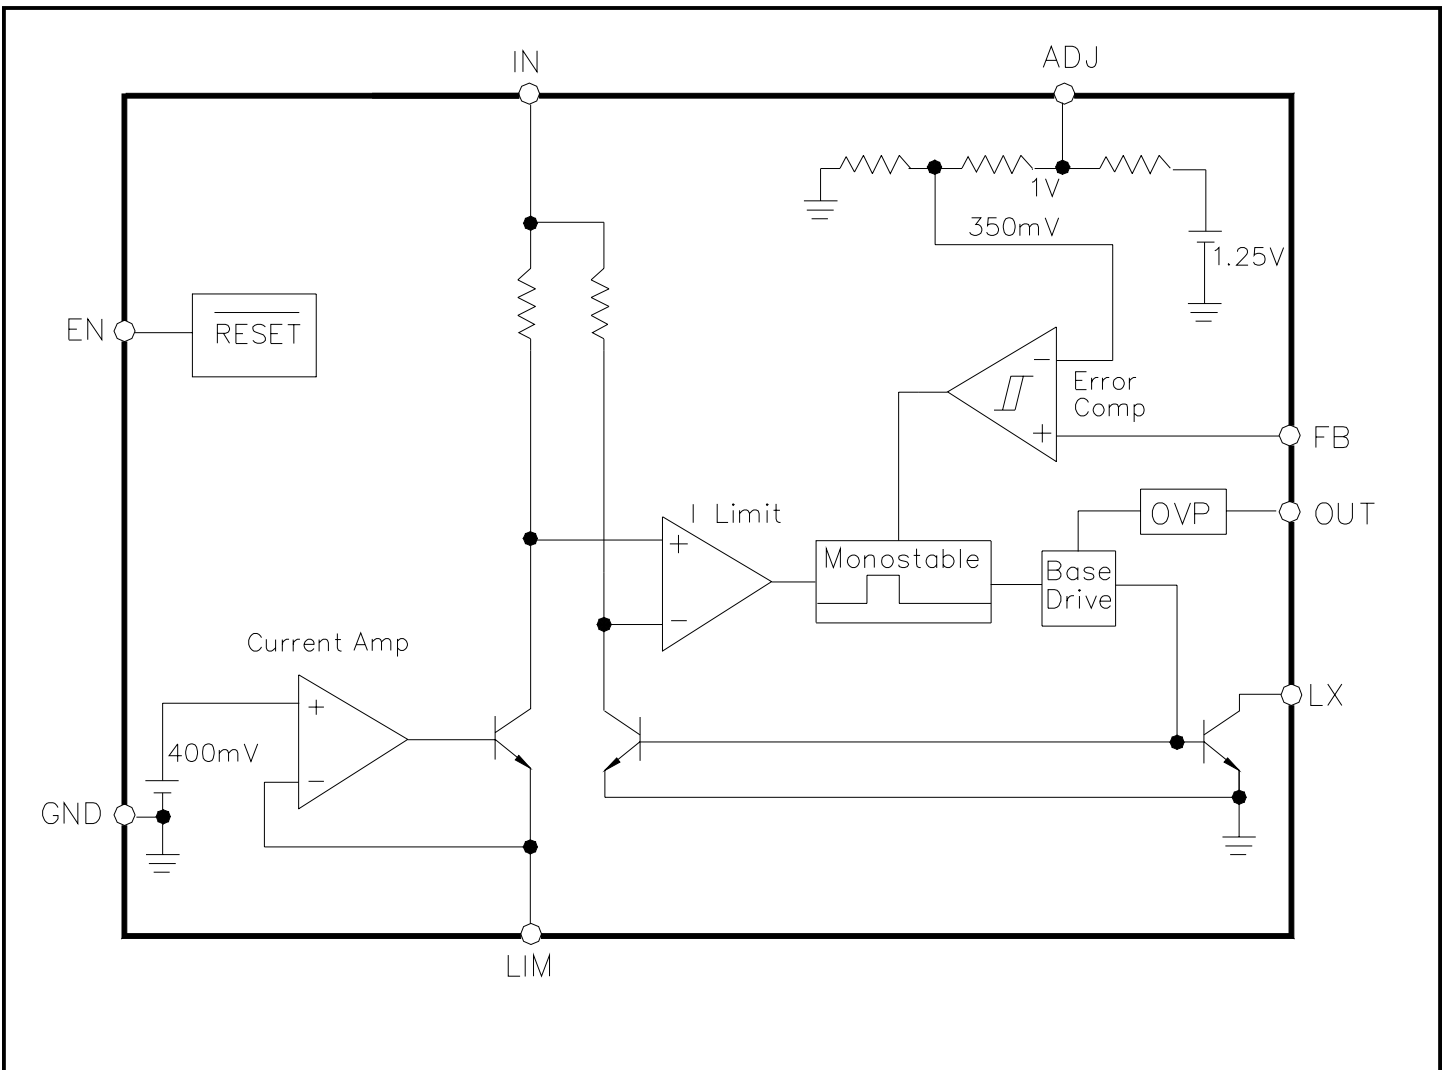 IN
ADJ
1V
350mV
1.25V
EN
RESET
Error
Comp
FB
I Limit
OVP
OUT
Monostable
Base
Drive
Current Amp
LX
400mV
GND
LIM